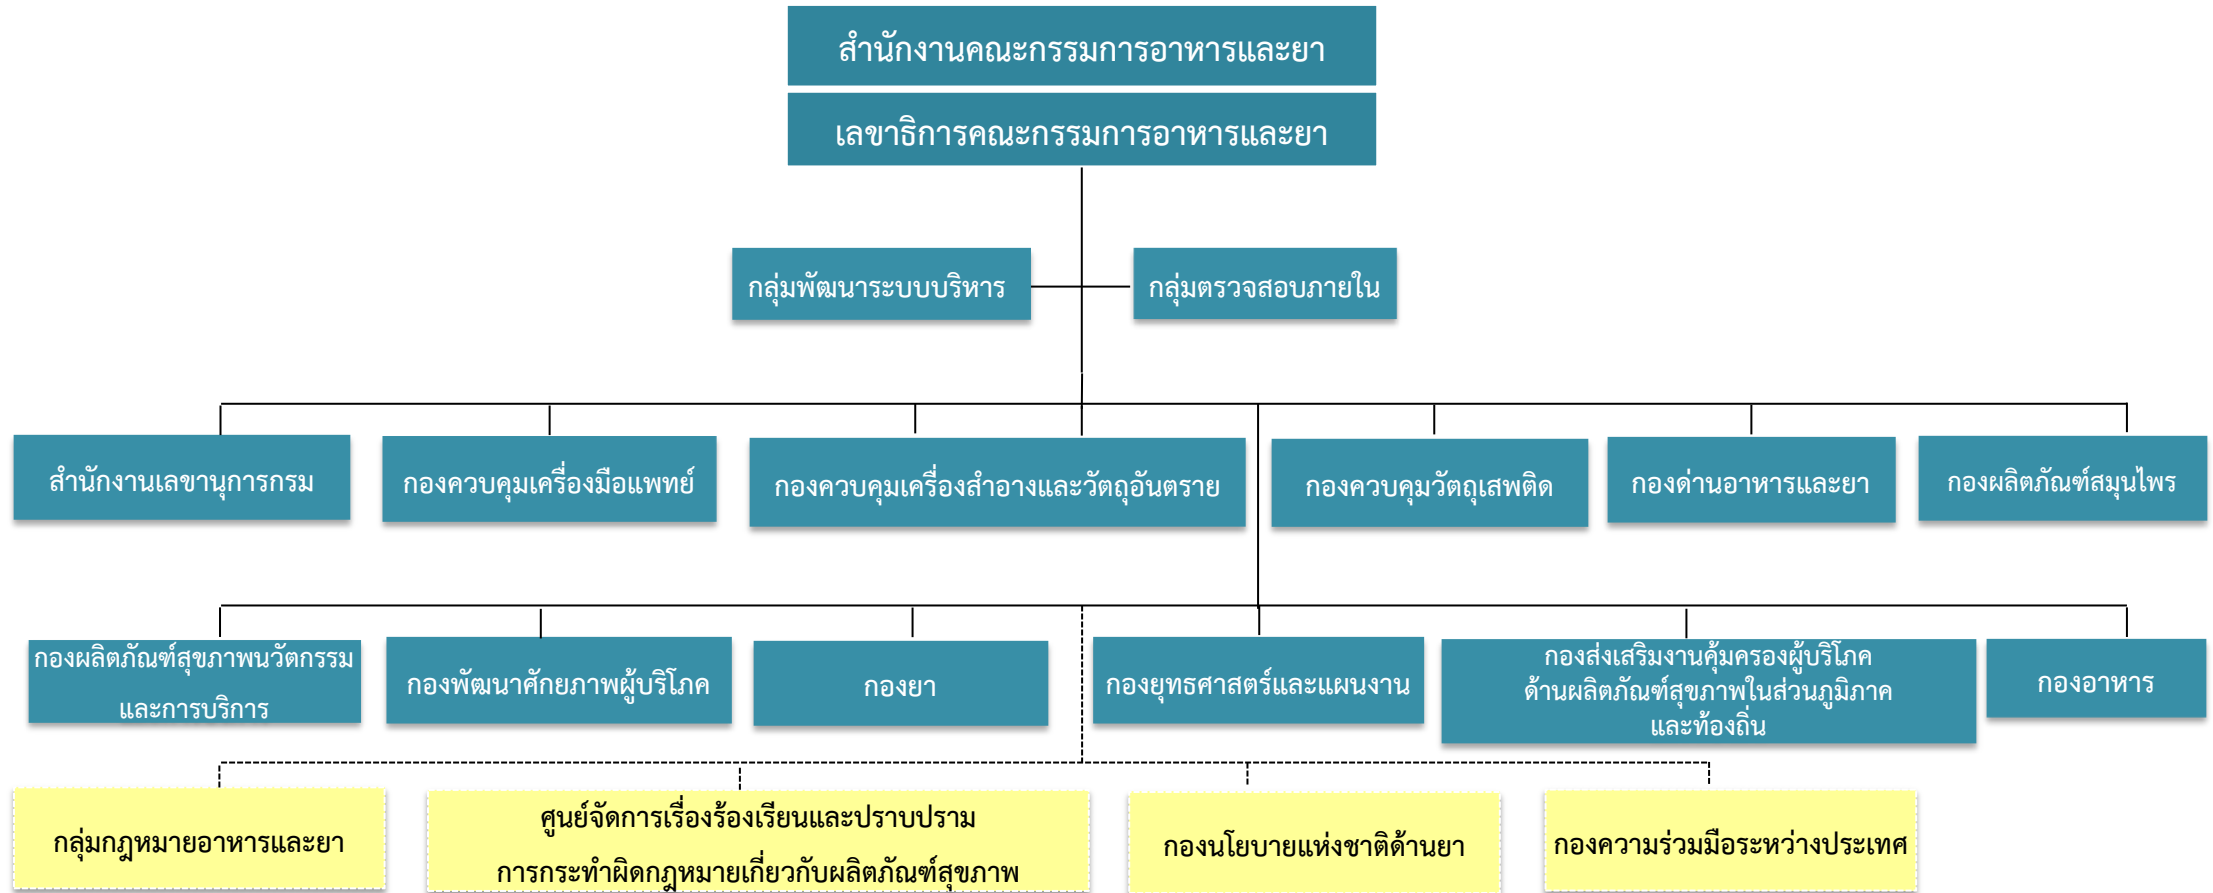 สำนักงานคณะกรรมการอาหารและยา
เลขาธิการคณะกรรมการอาหารและยา
กลุ่มพัฒนาระบบบริหาร
กลุ่มตรวจสอบภายใน
สำนักงานเลขานุการกรม
กองควบคุมเครื่องมือแพทย์
กองควบคุมเครื่องสำอางและวัตถุอันตราย
กองควบคุมวัตถุเสพติด
กองด่านอาหารและยา
กองผลิตภัณฑ์สมุนไพร
กองผลิตภัณฑ์สุขภาพนวัตกรรม
และการบริการ
กองพัฒนาศักยภาพผู้บริโภค
กองยา
กองยุทธศาสตร์และแผนงาน
กองส่งเสริมงานคุ้มครองผู้บริโภค
ด้านผลิตภัณฑ์สุขภาพในส่วนภูมิภาค
และท้องถิ่น
กองอาหาร
กลุ่มกฎหมายอาหารและยา
ศูนย์จัดการเรื่องร้องเรียนและปราบปราม
การกระทำผิดกฎหมายเกี่ยวกับผลิตภัณฑ์สุขภาพ
กองนโยบายแห่งชาติด้านยา
กองความร่วมมือระหว่างประเทศ